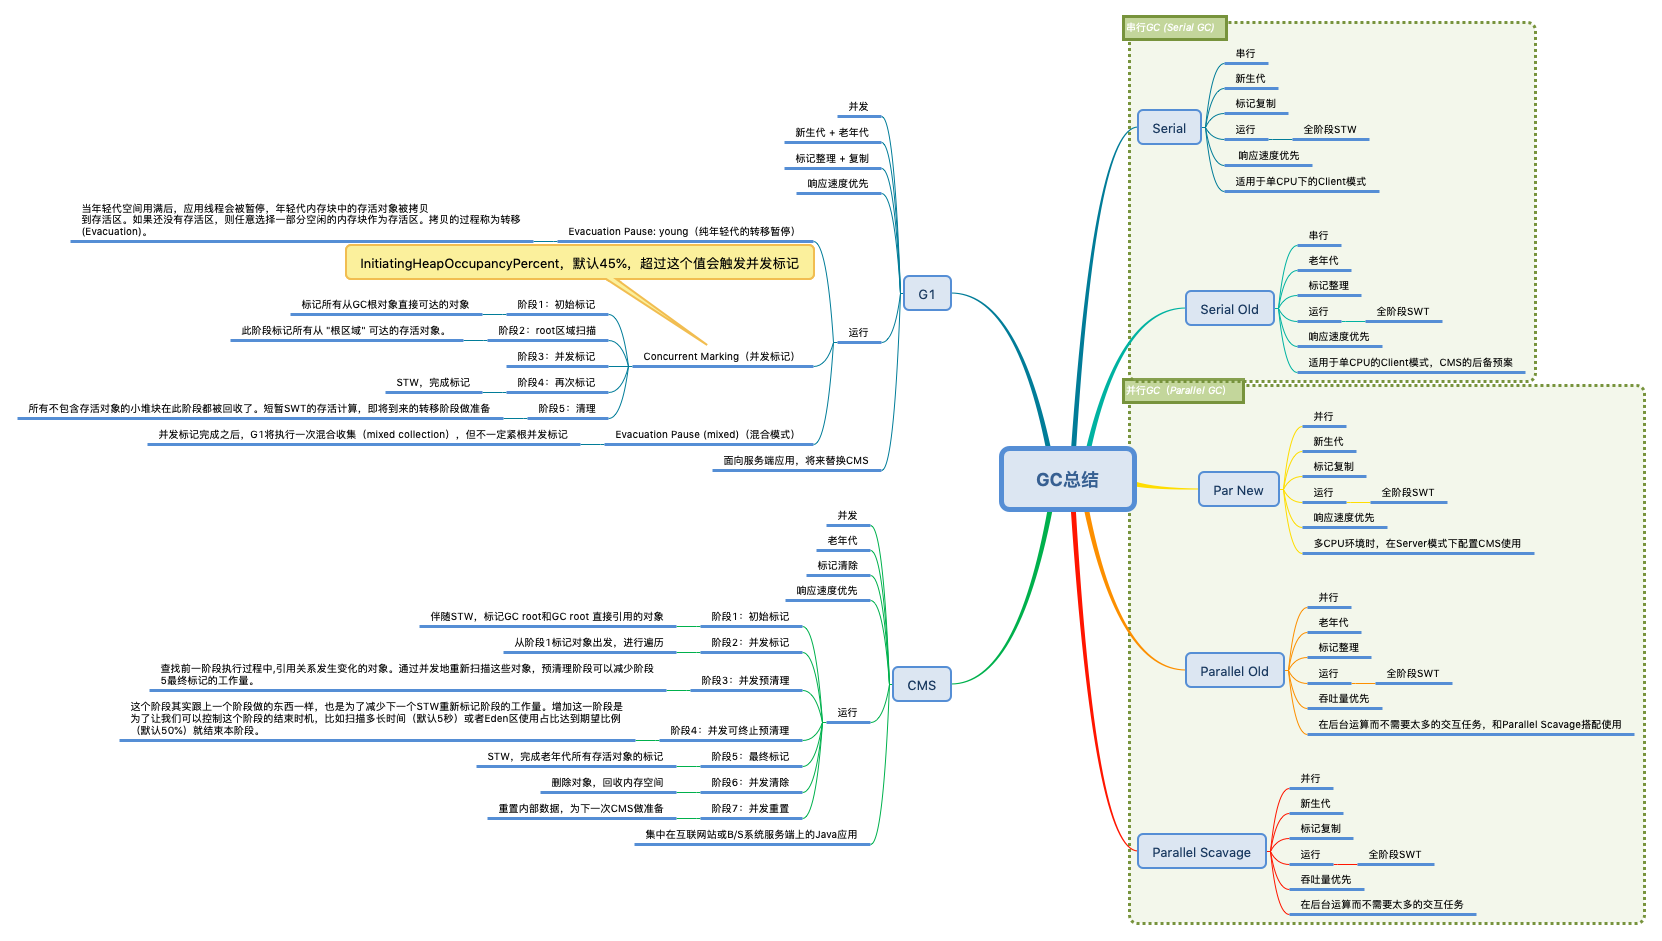 GC总结
串行GC (Serial GC)
Serial
串行
新生代
标记复制
运行
全阶段STW
响应速度优先
适用于单CPU下的Client模式
Serial Old
串行
老年代
标记整理
运行
全阶段SWT
响应速度优先
适用于单CPU的Client模式，CMS的后备预案
并行GC（Parallel GC）
Par New
并行
新生代
标记复制
运行
全阶段SWT
响应速度优先
多CPU环境时，在Server模式下配置CMS使用
Parallel Old
并行
老年代
标记整理
运行
全阶段SWT
吞吐量优先
在后台运算而不需要太多的交互任务，和Parallel Scavage搭配使用
Parallel Scavage
并行
新生代
标记复制
运行
全阶段SWT
吞吐量优先
在后台运算而不需要太多的交互任务
G1
并发
新生代 + 老年代
标记整理 + 复制
响应速度优先
运行
Evacuation Pause: young（纯年轻代的转移暂停）
当年轻代空间用满后，应用线程会被暂停，年轻代内存块中的存活对象被拷贝
到存活区。如果还没有存活区，则任意选择一部分空闲的内存块作为存活区。拷贝的过程称为转移
(Evacuation)。
InitiatingHeapOccupancyPercent，默认45%，超过这个值会触发并发标记
Concurrent Marking（并发标记）
阶段1：初始标记
标记所有从GC根对象直接可达的对象
阶段2：root区域扫描
此阶段标记所有从 "根区域" 可达的存活对象。
阶段3：并发标记
阶段4：再次标记
STW，完成标记
阶段5：清理
所有不包含存活对象的小堆块在此阶段都被回收了。短暂SWT的存活计算，即将到来的转移阶段做准备
Evacuation Pause (mixed)（混合模式）
并发标记完成之后，G1将执行一次混合收集（mixed collection），但不一定紧根并发标记
面向服务端应用，将来替换CMS
CMS
并发
老年代
标记清除
响应速度优先
运行
阶段1：初始标记
伴随STW，标记GC root和GC root 直接引用的对象
阶段2：并发标记
从阶段1标记对象出发，进行遍历
阶段3：并发预清理
查找前一阶段执行过程中,引用关系发生变化的对象。通过并发地重新扫描这些对象，预清理阶段可以减少阶段
5最终标记的工作量。
阶段4：并发可终止预清理
这个阶段其实跟上一个阶段做的东西一样，也是为了减少下一个STW重新标记阶段的工作量。增加这一阶段是
为了让我们可以控制这个阶段的结束时机，比如扫描多长时间（默认5秒）或者Eden区使用占比达到期望比例
（默认50%）就结束本阶段。
阶段5：最终标记
STW，完成老年代所有存活对象的标记
阶段6：并发清除
删除对象，回收内存空间
阶段7：并发重置
重置内部数据，为下一次CMS做准备
集中在互联网站或B/S系统服务端上的Java应用